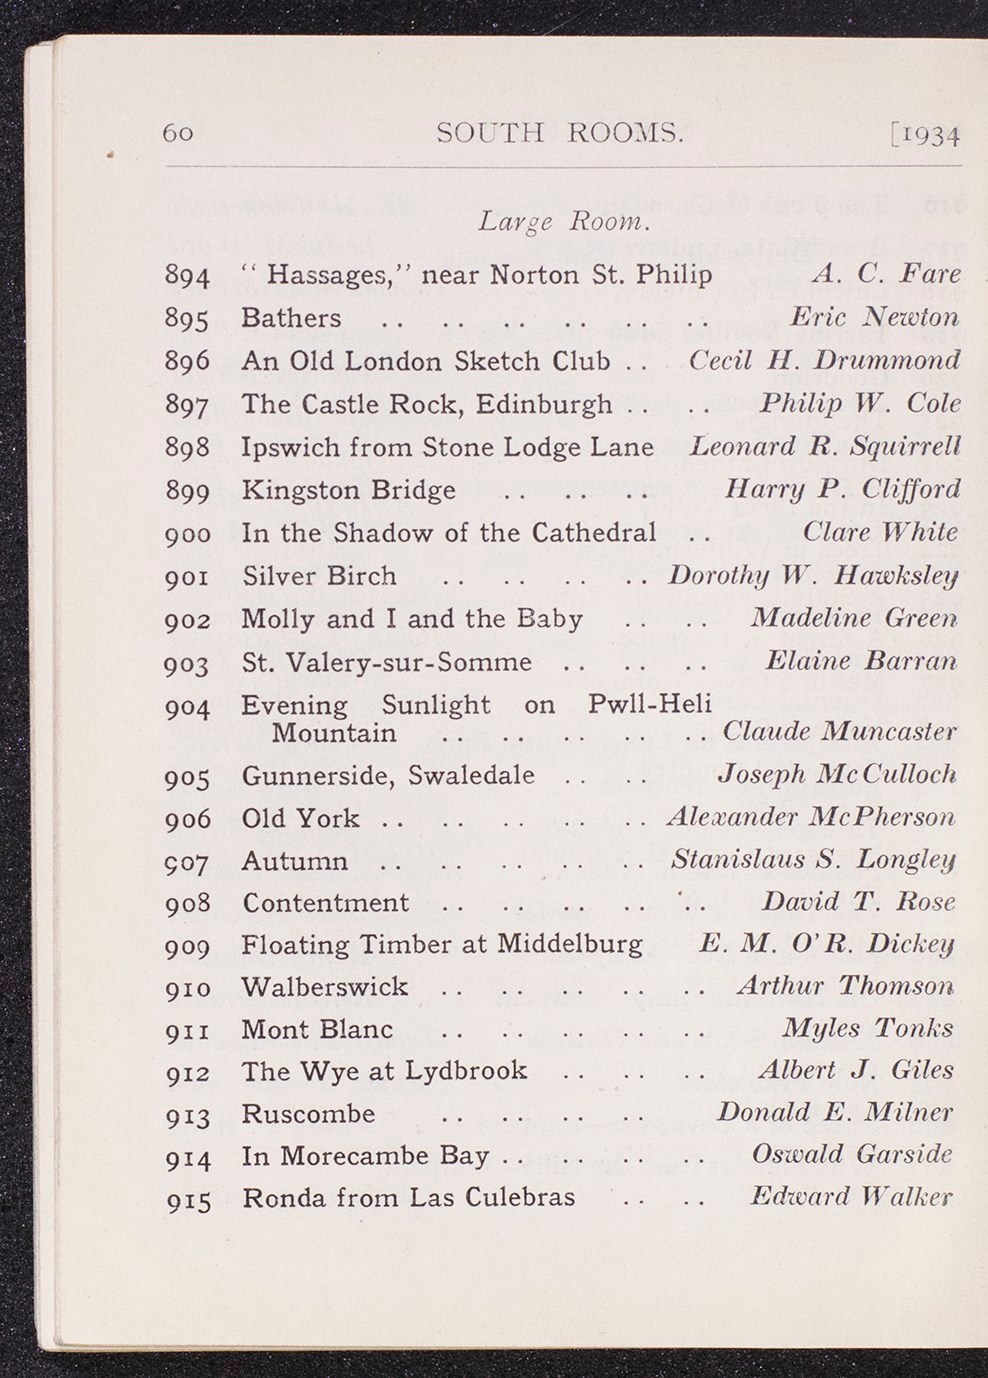 60 SOUTH ROOMS. [1934
Large Room.
894 “ Hassages,” near Norton St. Philip A. C. Fare
895 Bathers .. .. .. .. .. .. Eric Newton
896 An Old London Sketch Club .. Cecil H. Drummond
897 The Castle Rock, Edinburgh .. .. Philip W. Cole
898 Ipswich from Stone Lodge Lane Leonard R. Squirrell
899 Kingston Bridge .. .. .. Harry P. Clifford
900 In the Shadow of the Cathedral .. Clare White
901 Silver Birch .. .. .. .. Dorothy W. Hawksley
902 Molly and I and the Baby .. .. Madeline Green
903 St. Valery-sur-Somme .. .. .. Elaine Barran
904 Evening Sunlight on Pwll-Heli
Mountain .. .. .. .. .. Claude Muncaster
905 Gunnerside, Swaledale .. .. Joseph McCulloch
906 Old York .. .. .. .. .. Alexander McPherson
907 Autumn .. .. .. .. .. Stanislaus S. Longley
908 Contentment .. .. .. .. .. David T. Rose
909 Floating Timber at Middelburg E. M. O’R. Dickey
910 Walberswick .. .. .. .. .. Arthur Thomson
911 Mont Blanc .. .. .. .. .. Myles Tonks
912 The Wye at Lydbrook .. .. .. Albert J. Giles
913 Ruscombe .. .. .. .. Donald E. Milner
914 In Morecambe Bay .. .. .. .. Oswald Garside
915 Ronda from Las Culebras .. .. Edward Walker